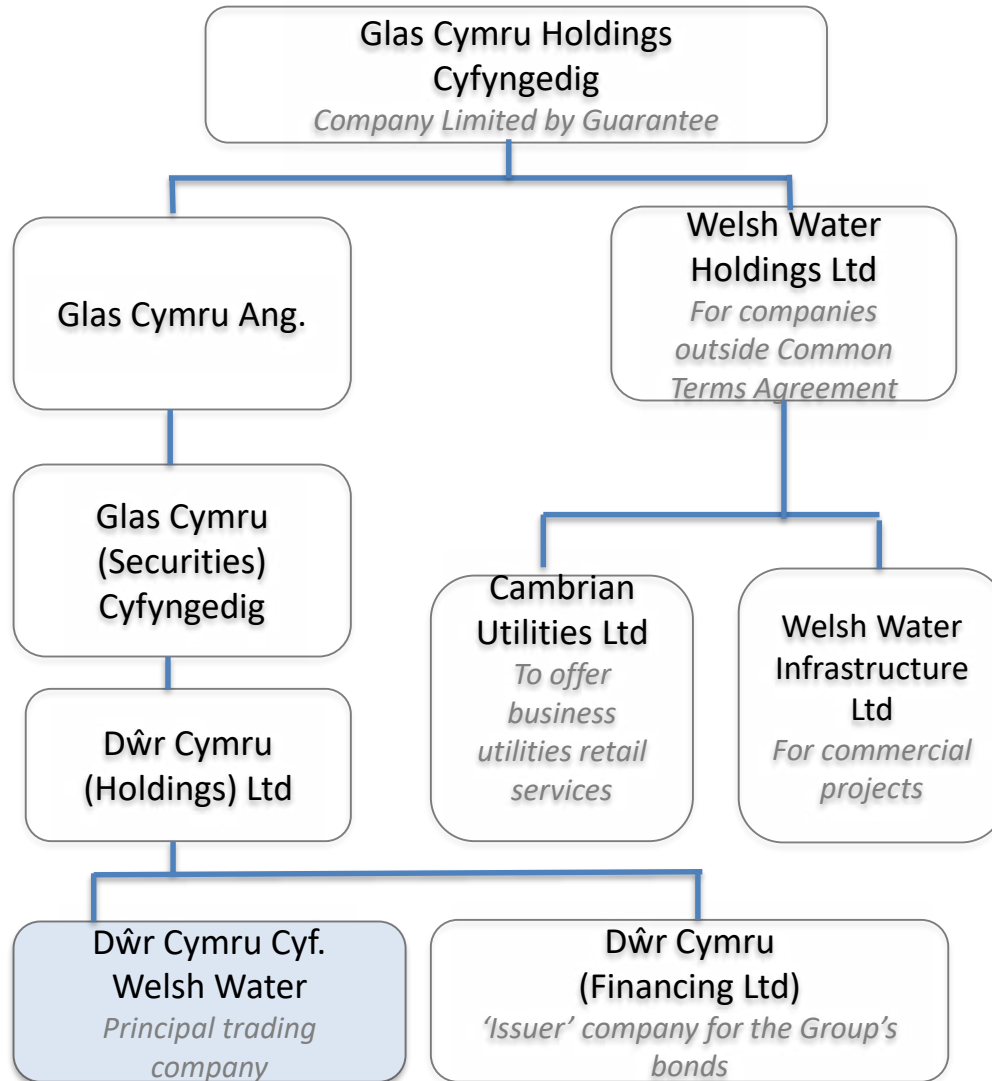 Glas Cymru Holdings
Cyfyngedig
Company Limited by Guarantee
Glas Cymru Ang.
Welsh Water
Holdings Ltd
For companies
outside Common
Terms Agreement
Glas Cymru
(Securities)
Cyfyngedig
Cambrian
Utilities Ltd
To offer
business
utilities retail
services
Welsh Water
Infrastructure
Ltd
For commercial
projects
Dŵr Cymru
(Holdings) Ltd
Dŵr Cymru Cyf.
Welsh Water
Principal trading
company
Dŵr Cymru
(Financing Ltd)
‘Issuer’ company for the Group’s
bonds